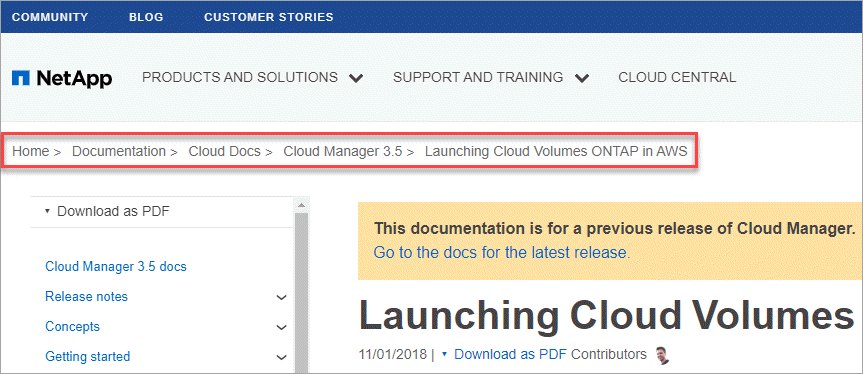 COMMUNITY BLOG CUSTOMER STORIES
NetApp PRODUCTS AND SOLUTIONS SUPPORT AND TRAINING CLOUD CENTRAL
Home > Documentation > Cloud Docs > Cloud Manager 3.5 > Launching Cloud Volumes ONTAP in AWS
Download as PDF
Cloud Manager 3.5 docs
Release notes
Concepts
Getting started
This documentation is for a previous release of Cloud Manager.
Go to the docs for the latest release.
Launching Cloud Volumes
11/01/2018 | Download as PDF Contributors